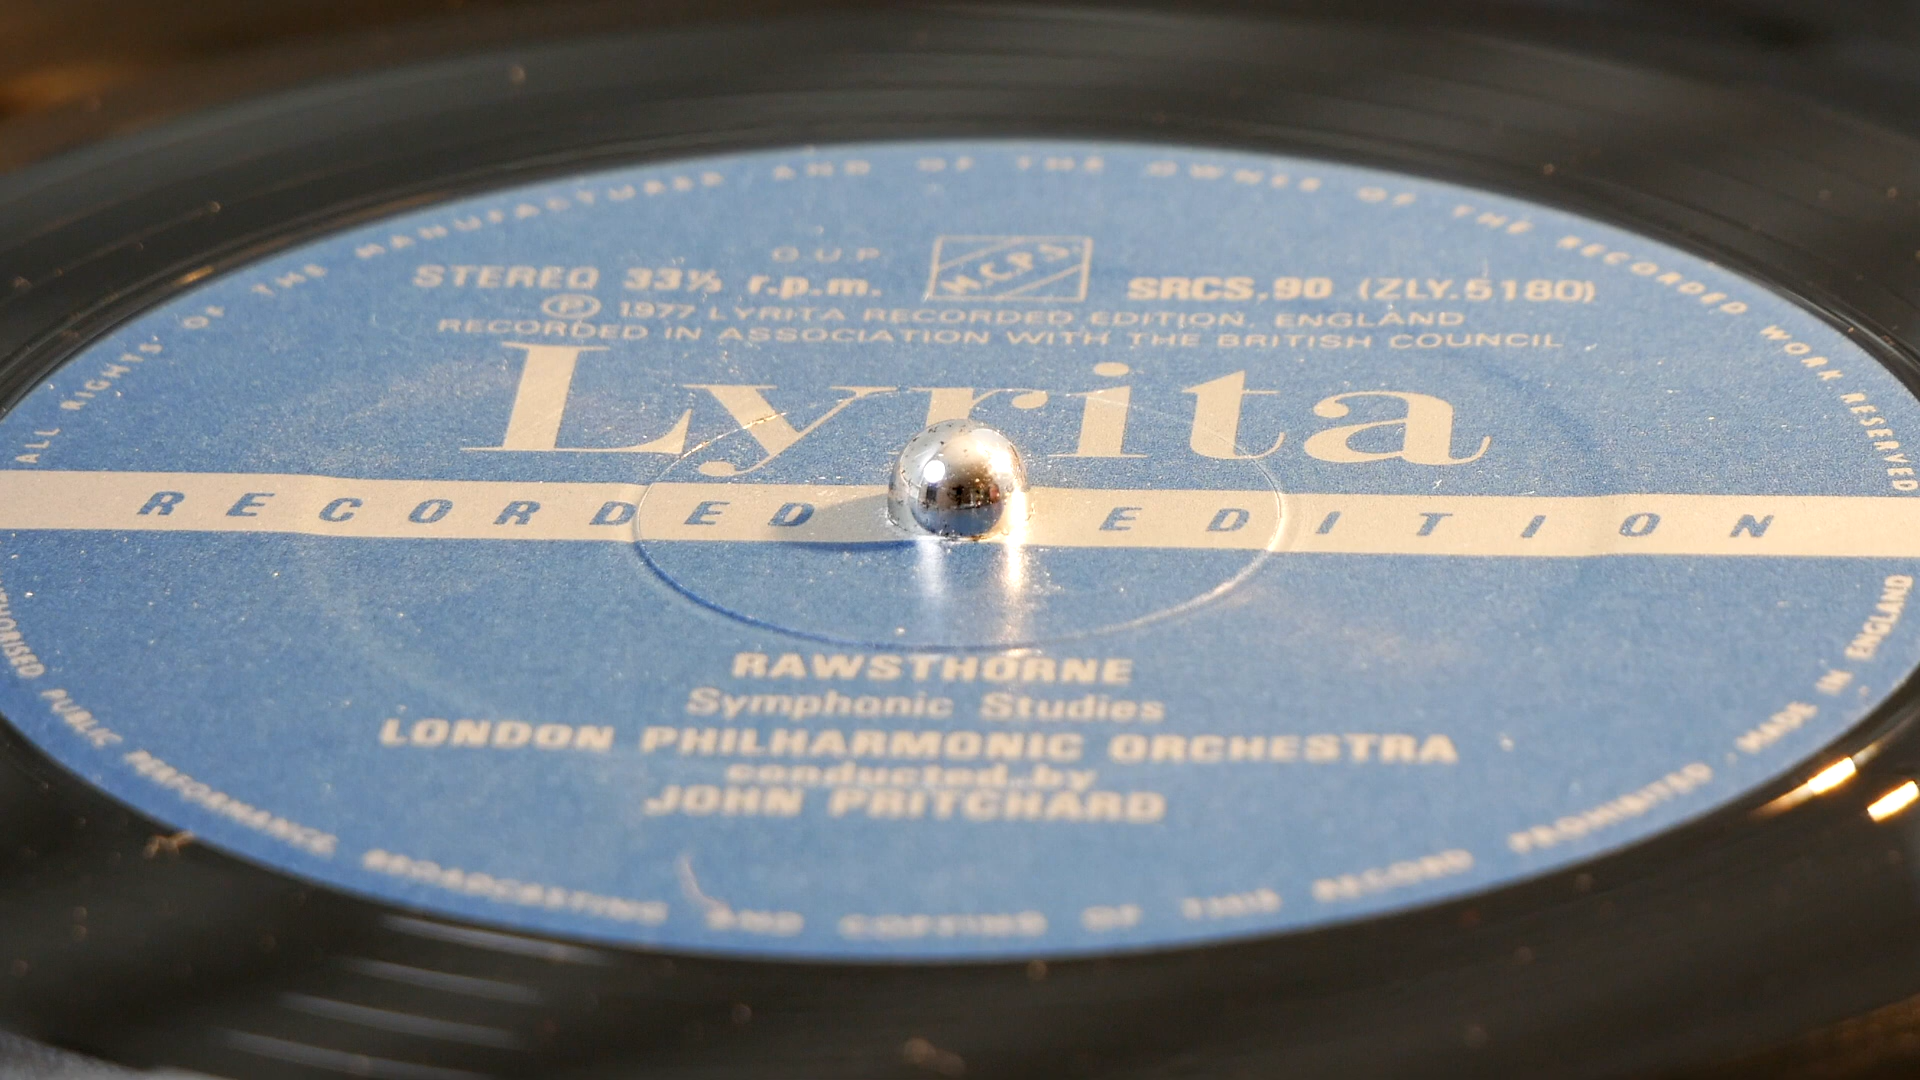 ALL RIGHTS OF THE MANUFACTURER AND OF THE OWNER OF THE RECORDED WORK RESERVED
O.U.P.
M.C.P.S.
STEREO 33⅓ r.p.m.
SRCS.90 (ZLY.5180)
Ⓟ 1977 LYRITA RECORDED EDITION. ENGLAND
RECORDED IN ASSOCIATION WITH THE BRITISH COUNCIL
Lyrita
RECORDED EDITION
RAWSTHORNE
Symphonic Studies
LONDON PHILHARMONIC ORCHESTRA
conducted by
JOHN PRITCHARD
PUBLIC PERFORMANCE BROADCASTING AND COPYING OF THIS RECORD PROHIBITED . MADE IN ENGLAND